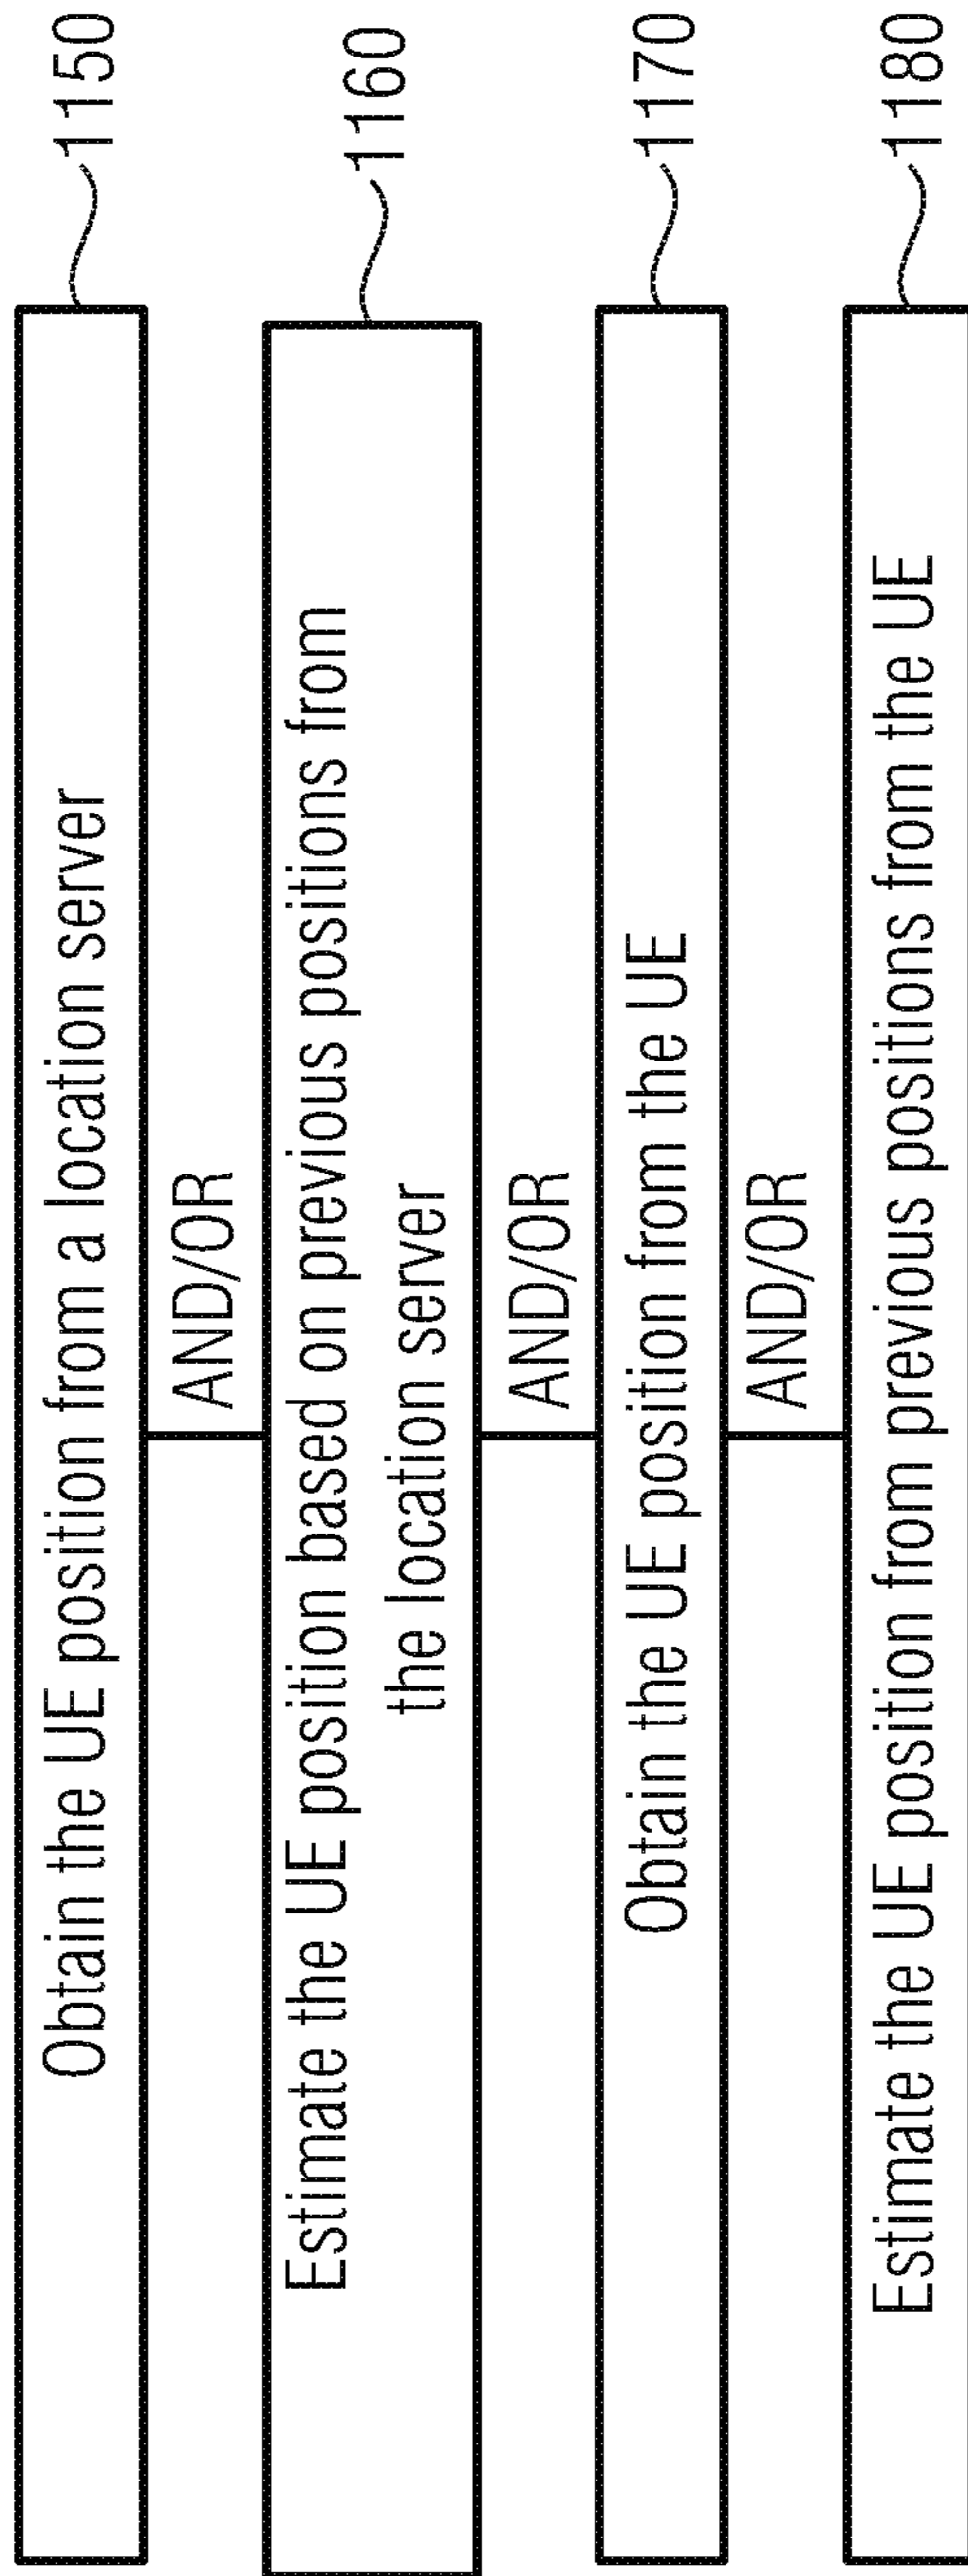 Obtain the UE position from a location server
1150
AND/OR
Estimate the UE position based on previous positions from
the location server
1160
AND/OR
Obtain the UE position from the UE
1170
AND/OR
Estimate the UE position from previous positions from the UE
1180